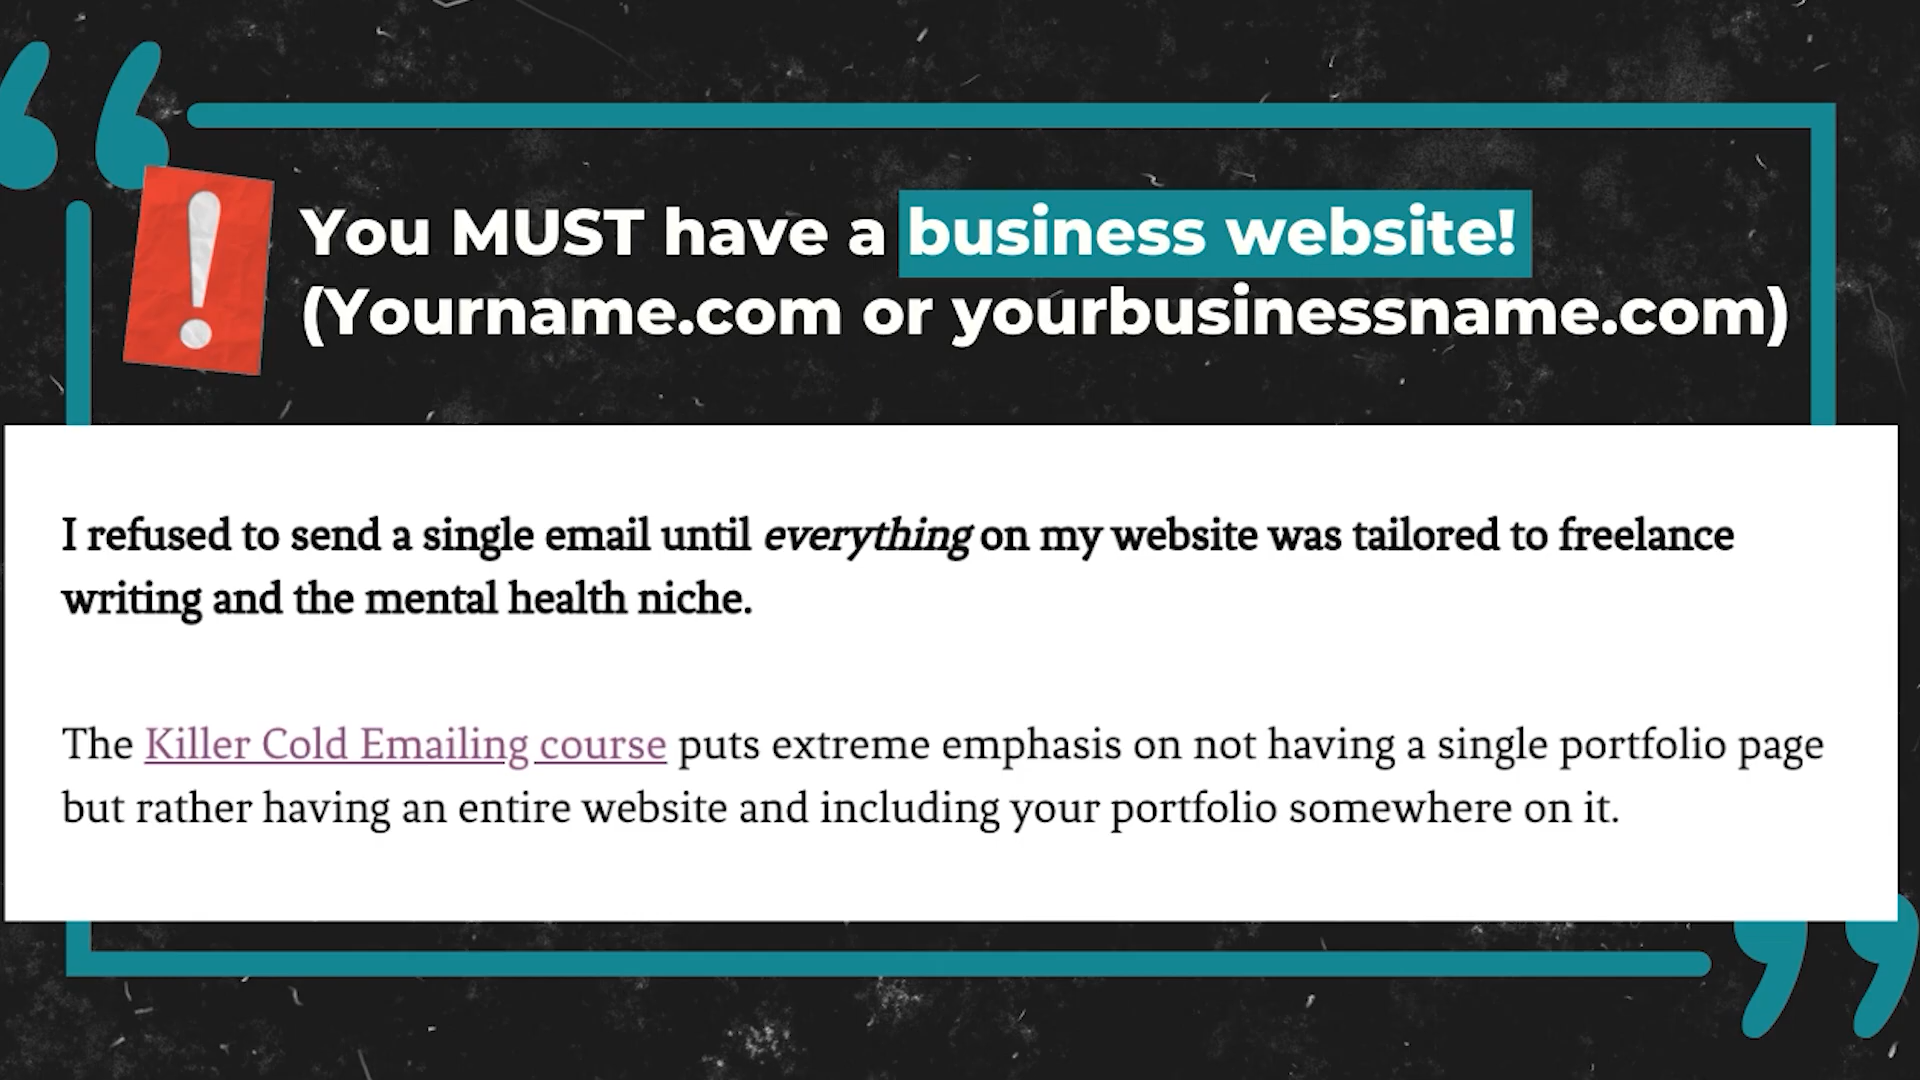 You MUST have a business website!
(Yourname.com or yourbusinessname.com)
I refused to send a single email until everything on my website was tailored to freelance
writing and the mental health niche.
The Killer Cold Emailing course puts extreme emphasis on not having a single portfolio page
but rather having an entire website and including your portfolio somewhere on it.